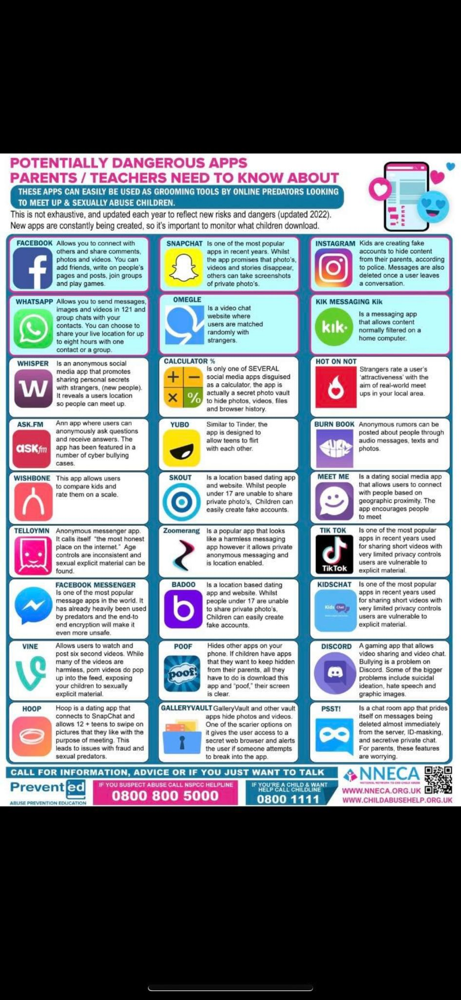 POTENTIALLY DANGEROUS APPS
PARENTS / TEACHERS NEED TO KNOW ABOUT
THESE APPS CAN EASILY BE USED AS GROOMING TOOLS BY ONLINE PREDATORS LOOKING
TO MEET UP & SEXUALLY ABUSE CHILDREN.
This is not exhaustive, and updated each year to reflect new risks and dangers (updated 2022).
New apps are constantly being created, so it's important to monitor what children download.
FACEBOOK
Allows you to connect with
others and share comments,
photos and videos. You can
add friends, write on people's
pages and posts, join groups
and play games.
SNAPCHAT
Is one of the most popular
apps in recent years. Whilst
the app promises that photo's,
videos and stories disappear,
others can take screenshots
of private photo's.
INSTAGRAM
Kids are creating fake
accounts to hide content
from their parents, according
to police. Messages are also
deleted once a user leaves
a conversation.
WHATSAPP
Allows you to send messages,
images and videos in 121 and
group chats with your
contacts. You can choose to
share your live location for up
to eight hours with one
contact or a group.
OMEGLE
Is a video chat
website where
users are matched
randomly with
strangers.
KIK MESSAGING Kik
kik.
Is a messaging app
that allows content
normally filtered on a
home computer.
WHISPER
w
Is an anonymous social
media app that promotes
sharing personal secrets
with strangers, (new people).
It reveals a users location
so people can meet up.
CALCULATOR %
+ −
× %
Is only one of SEVERAL
social media apps disguised
as a calculator, the app is
actually a secret photo vault
to hide photos, videos, files
and browser history.
HOT ON NOT
Strangers rate a user's
'attractiveness' with the
aim of real-world meet
ups in your local area.
ASK.FM
ASKfm
Ann app where users can
anonymously ask questions
and receive answers. The
app has been featured in a
number of cyber bullying
cases.
YUBO
Similar to Tinder, the
app is designed to
allow teens to flirt
with each other.
BURN BOOK
BURN BOOK
Anonymous rumors can be
posted about people through
audio messages, texts and
photos.
WISHBONE
This app allows users
to compare kids and
rate them on a scale.
SKOUT
Is a location based dating app
and website. Whilst people
under 17 are unable to share
private photo's, Children can
easily create fake accounts.
MEET ME
Is a dating social media app
that allows users to connect
with people based on
geographic proximity. The
app encourages people
to meet
TELLOYMN
Anonymous messenger app.
It calls itself "the most honest
place on the internet." Age
controls are inconsistent and
sexual explicit material can be
found.
Zoomerang
Is a popular app that looks
like a harmless messaging
app however it allows private
anonymous messaging and
is location enabled.
TIK TOK
TikTok
Is one of the most popular
apps in recent years used
for sharing short videos with
very limited privacy controls
users are vulnerable to
explicit material.
FACEBOOK MESSENGER
Is one of the most popular
message apps in the world. It
has already heavily been used
by predators and the end-to
end encryption will make it
even more unsafe.
BADOO
b
Is a location based dating
app and website. Whilst
people under 17 are unable
to share private photo's,
Children can easily create
fake accounts.
KIDSCHAT
Kids Chat
Is one of the most popular
apps in recent years used
for sharing short videos with
very limited privacy controls
users are vulnerable to
explicit material.
VINE
Allows users to watch and
post six second videos. While
many of the videos are
harmless, porn videos do pop
up into the feed, exposing
your children to sexually
explicit material.
POOF
poof!
Hides other apps on your
phone. If children have apps
that they want to keep hidden
from their parents, all they
have to do is download this
app and "poof," their screen
is clear.
DISCORD
A gaming app that allows
video sharing and video chat.
Bullying is a problem on
Discord. Some of the bigger
problems include suicidal
ideation, hate speech and
graphic images.
HOOP
Hoop is a dating app that
connects to SnapChat and
allows 12 + teens to swipe on
pictures that they like with the
purpose of meeting. This
leads to issues with fraud and
sexual predators.
GALLERYVAULT
GalleryVault and other vault
apps hide photos and videos.
One of the scarier options on
it gives the user access to a
secret web browser and alerts
the user if someone attempts
to break into the app.
PSST!
Is a chat room app that prides
itself on messages being
deleted almost immediately
from the server, ID-masking,
and secretive private chat.
For parents, these features
are worrying.
CALL FOR INFORMATION, ADVICE OR IF YOU JUST WANT TO TALK
Prevented
ABUSE PREVENTION EDUCATION
IF YOU SUSPECT ABUSE CALL NSPCC HELPLINE
0800 800 5000
IF YOU'RE A CHILD & WANT
HELP CALL CHILDLINE
0800 1111
NNECA
NATIONAL NETWORK TO END CHILD ABUSE
WWW.NNECA.ORG.UK
WWW.CHILDABUSEHELP.ORG.UK